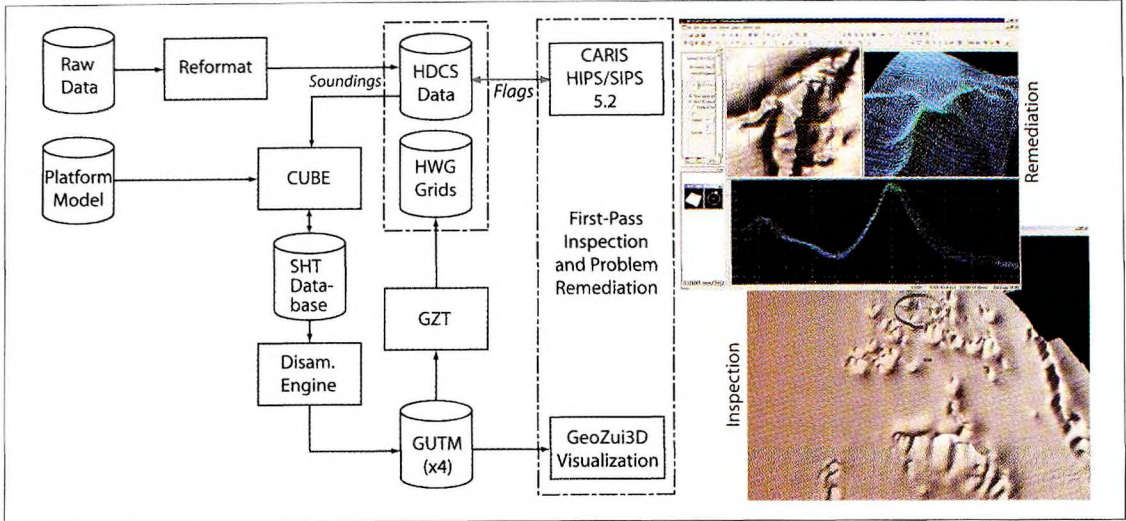 Raw
Data
Reformat
Soundings
HDCS
Data
Flags
CARIS
HIPS/SIPS
5.2
Platform
Model
CUBE
HWG
Grids
SHT
Data-
base
GZT
First-Pass
Inspection
and Problem
Remediation
Disam.
Engine
GUTM
(x4)
GeoZui3D
Visualization
Remediation
Inspection